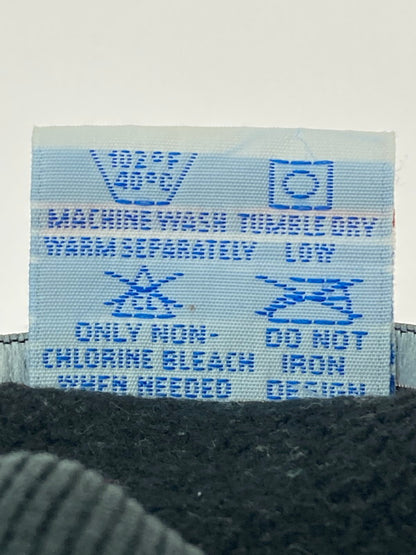 102°F
40°C
MACHINE WASH
WARM SEPARATELY
TUMBLE DRY
LOW
ONLY NON-
CHLORINE BLEACH
WHEN NEEDED
DO NOT
IRON
DESIGN